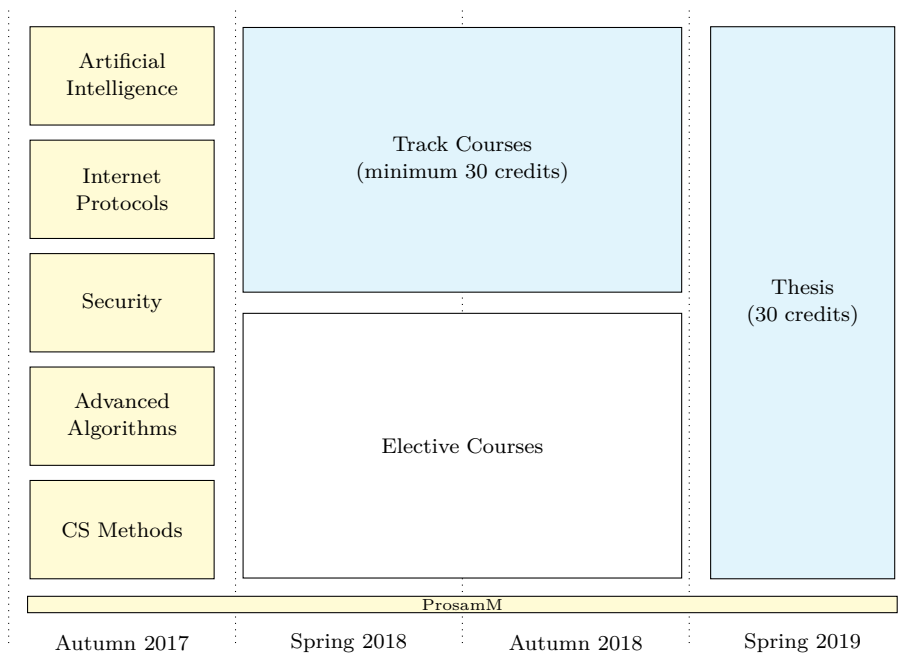 Artificial
Intelligence
Internet
Protocols
Security
Advanced
Algorithms
CS Methods
Track Courses
(minimum 30 credits)
Elective Courses
Thesis
(30 credits)
ProsamM
Autumn 2017
Spring 2018
Autumn 2018
Spring 2019